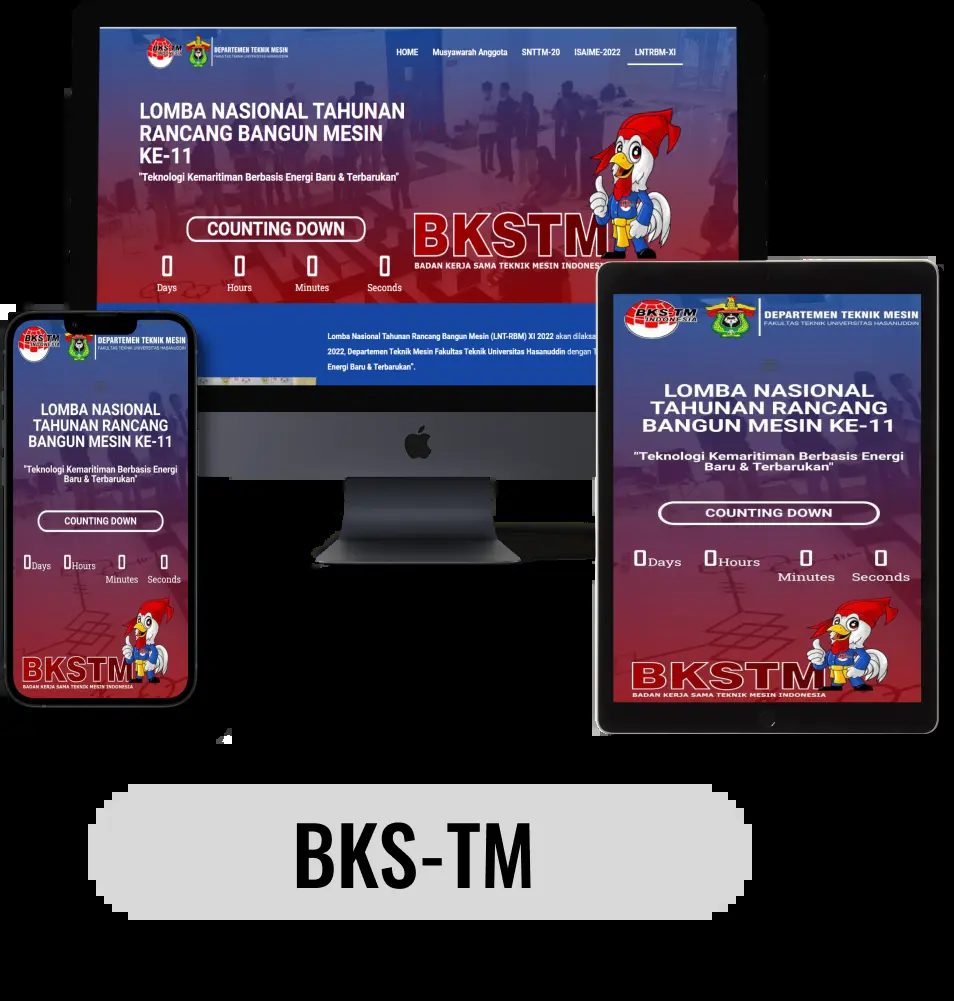 BKS-TM
INDONESIA
DEPARTEMEN TEKNIK MESIN
FAKULTAS TEKNIK UNIVERSITAS HASANUDDIN
HOME Musyawarah Anggota SNTTM-20 ISAIME-2022 LNTRBM-XI
LOMBA NASIONAL TAHUNAN
RANCANG BANGUN MESIN
KE-11
"Teknologi Kemaritiman Berbasis Energi Baru & Terbarukan"
COUNTING DOWN
0 0 0 0
Days Hours Minutes Seconds
BKSTM
BADAN KERJA SAMA TEKNIK MESIN INDONES
Lomba Nasional Tahunan Rancang Bangun Mesin (LNT-RBM) XI 2022 akan dilaksa
2022, Departemen Teknik Mesin Fakultas Teknik Universitas Hasanuddin dengan T
Energi Baru & Terbarukan".
BKS-TM
INDONESIA
DEPARTEMEN TEKNIK MESIN
FAKULTAS TEKNIK UNIVERSITAS HASANUDDIN
LOMBA NASIONAL
TAHUNAN RANCANG
BANGUN MESIN KE-11
"Teknologi Kemaritiman Berbasis Energi
Baru & Terbarukan"
COUNTING DOWN
0 Days 0 Hours 0 0
Minutes Seconds
BKSTM
BADAN KERJA SAMA TEKNIK MESIN INDONESIA
BKS-TM
INDONESIA
DEPARTEMEN TEKNIK MESIN
FAKULTAS TEKNIK UNIVERSITAS HASANUDDIN
LOMBA NASIONAL
TAHUNAN RANCANG
BANGUN MESIN KE-11
"Teknologi Kemaritiman Berbasis Energi
Baru & Terbarukan"
COUNTING DOWN
0 Days 0 Hours 0 0
Minutes Seconds
BKSTM
BADAN KERJA SAMA TEKNIK MESIN INDONESIA
BKS-TM